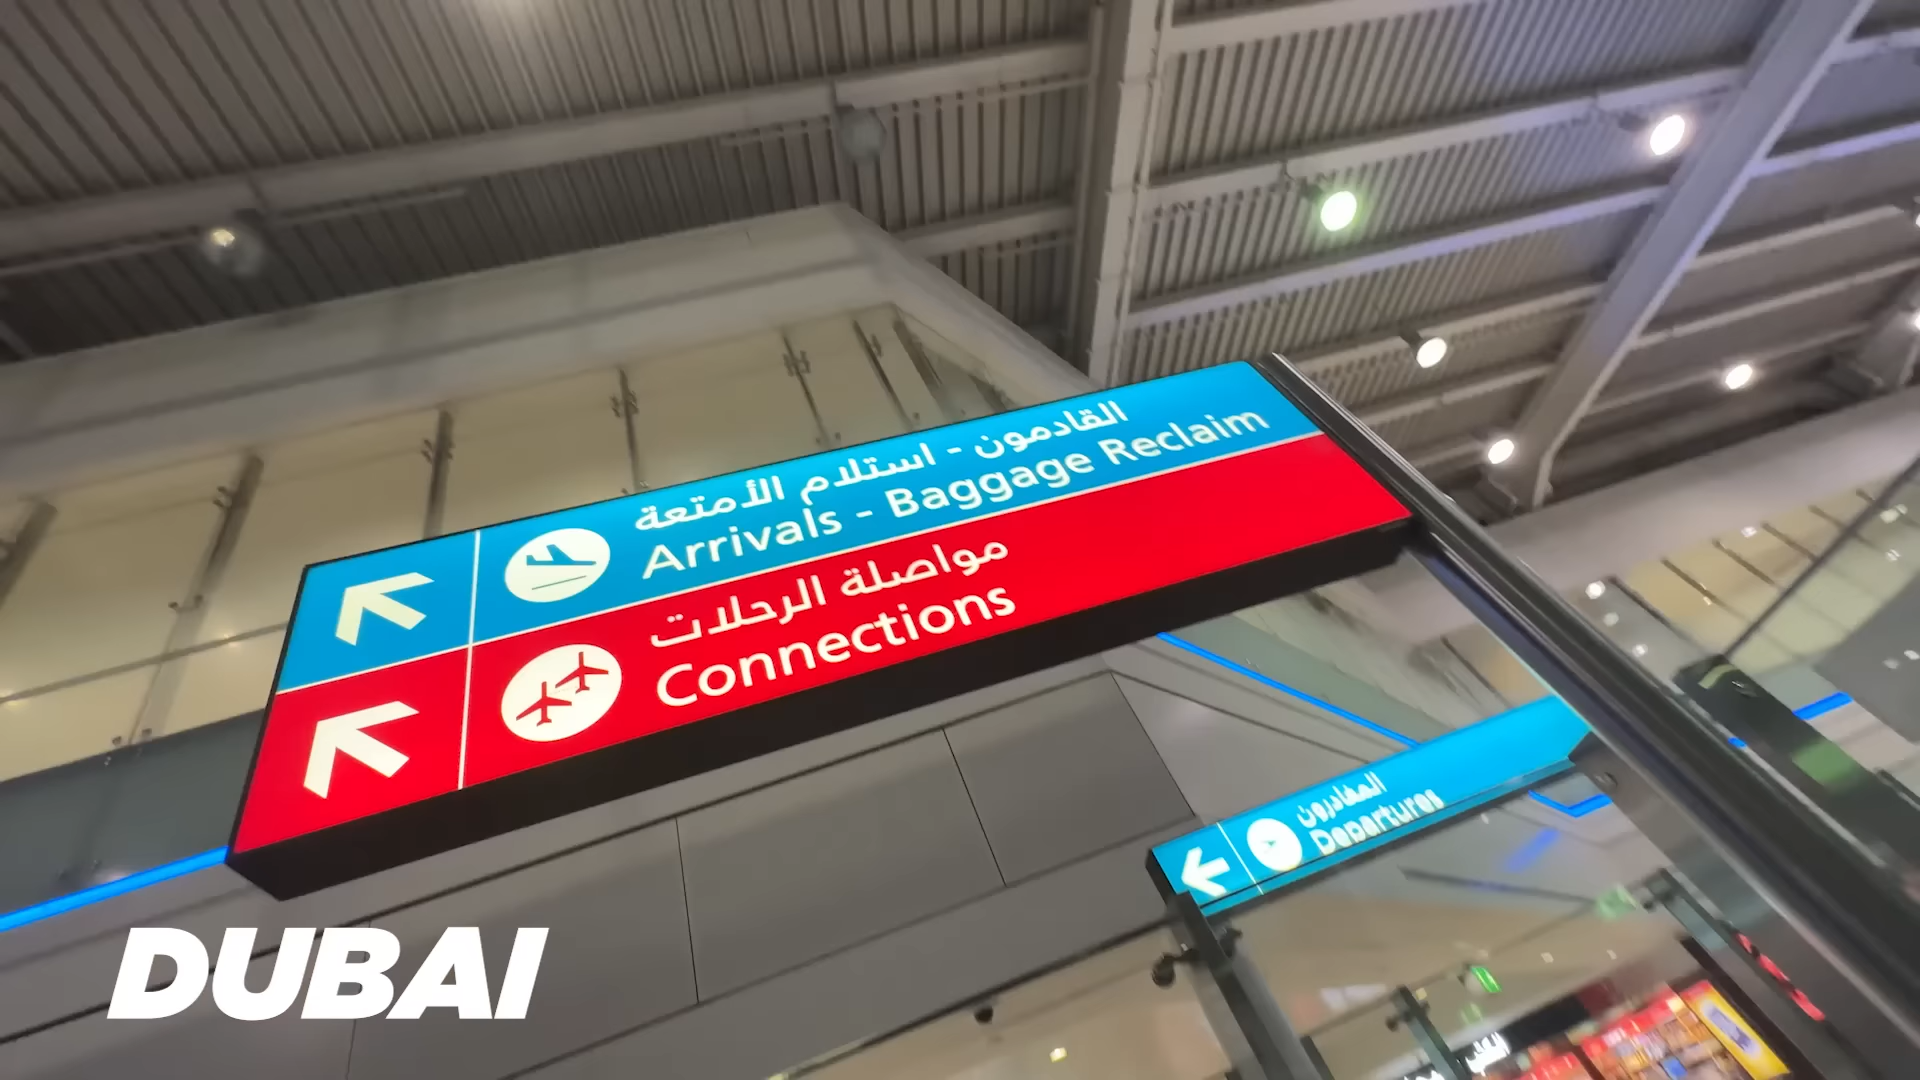 القادمون - استلام الأمتعة
Arrivals - Baggage Reclaim
مواصلة الرحلات
Connections
المغادرون
Departures
DUBAI